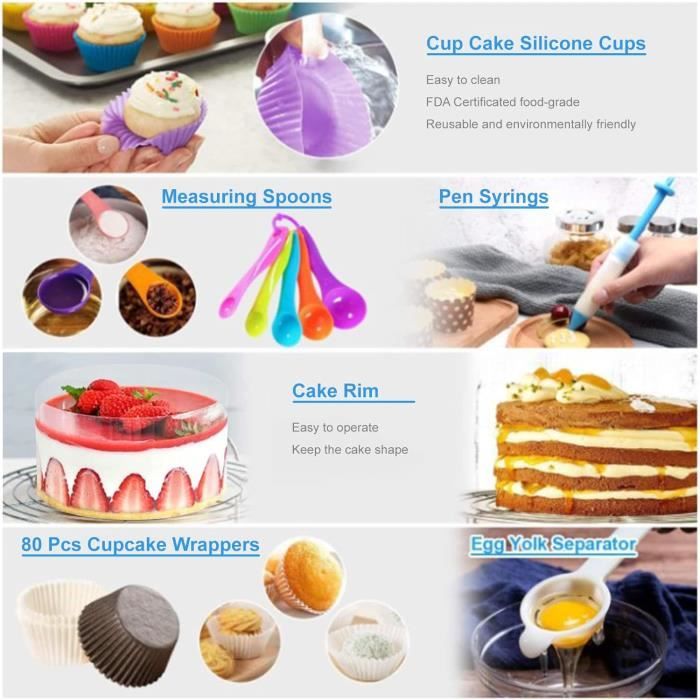 Cup Cake Silicone Cups
Easy to clean
FDA Certificated food-grade
Reusable and environmentally friendly
Measuring Spoons
Pen Syrings
Cake Rim
Easy to operate
Keep the cake shape
80 Pcs Cupcake Wrappers
Egg Yolk Separator